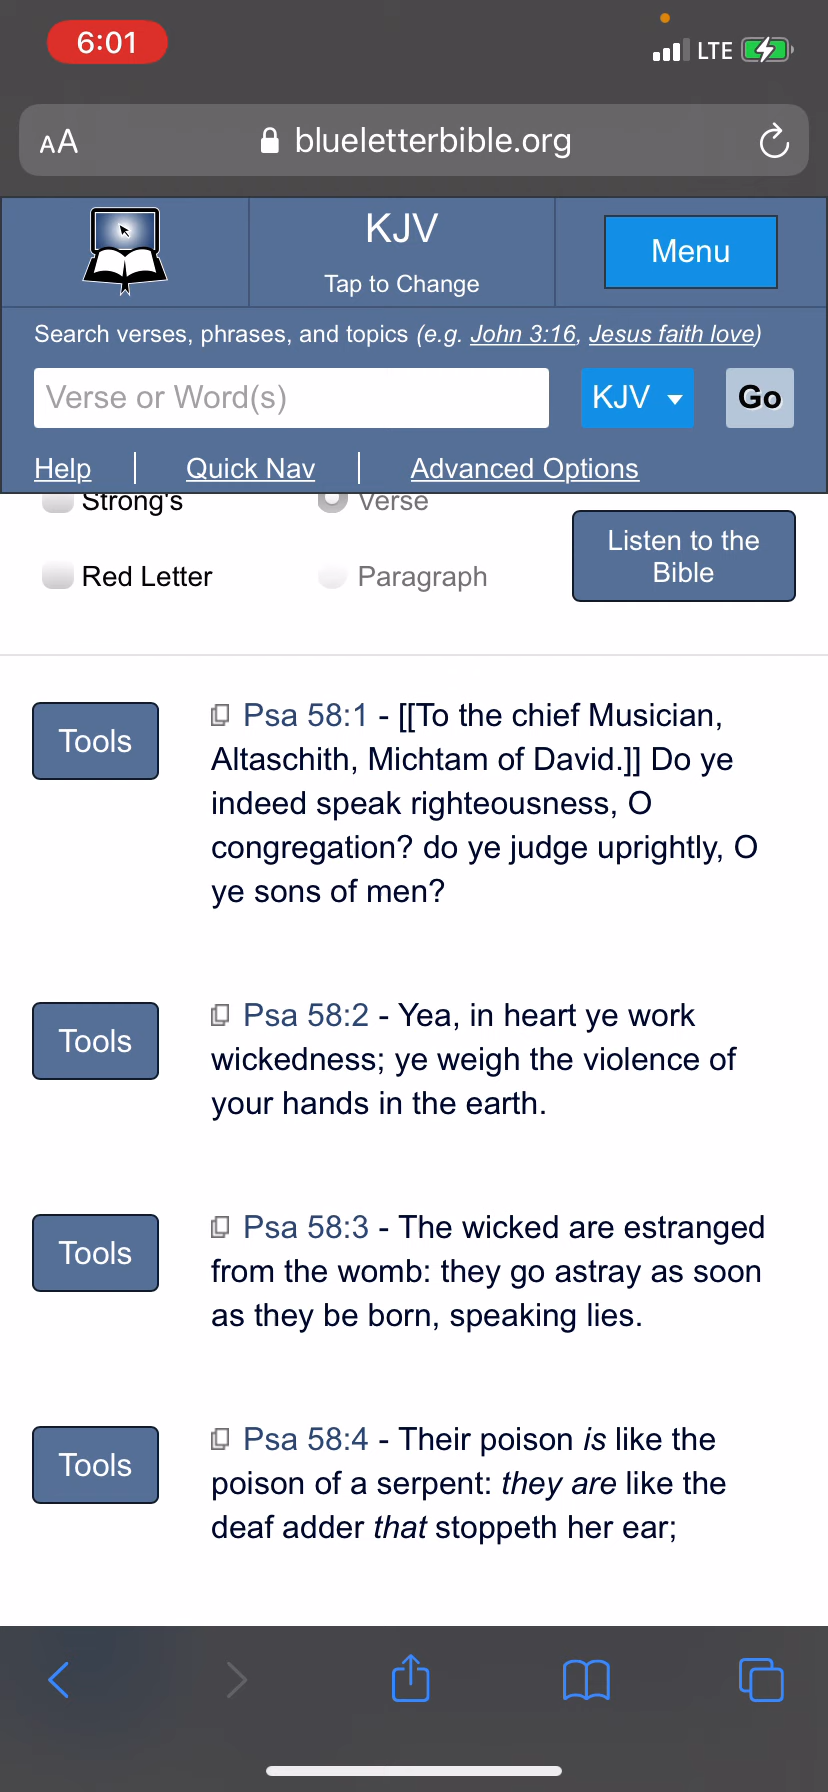 6:01
LTE
AA
blueletterbible.org
KJV
Tap to Change
Menu
Search verses, phrases, and topics (e.g. John 3:16, Jesus faith love)
Verse or Word(s)
KJV
Go
Help | Quick Nav | Advanced Options
Strong's
Verse
Listen to the
Bible
Red Letter
Paragraph
Tools
Psa 58:1 - [[To the chief Musician,
Altaschith, Michtam of David.]] Do ye
indeed speak righteousness, O
congregation? do ye judge uprightly, O
ye sons of men?
Tools
Psa 58:2 - Yea, in heart ye work
wickedness; ye weigh the violence of
your hands in the earth.
Tools
Psa 58:3 - The wicked are estranged
from the womb: they go astray as soon
as they be born, speaking lies.
Tools
Psa 58:4 - Their poison is like the
poison of a serpent: they are like the
deaf adder that stoppeth her ear;